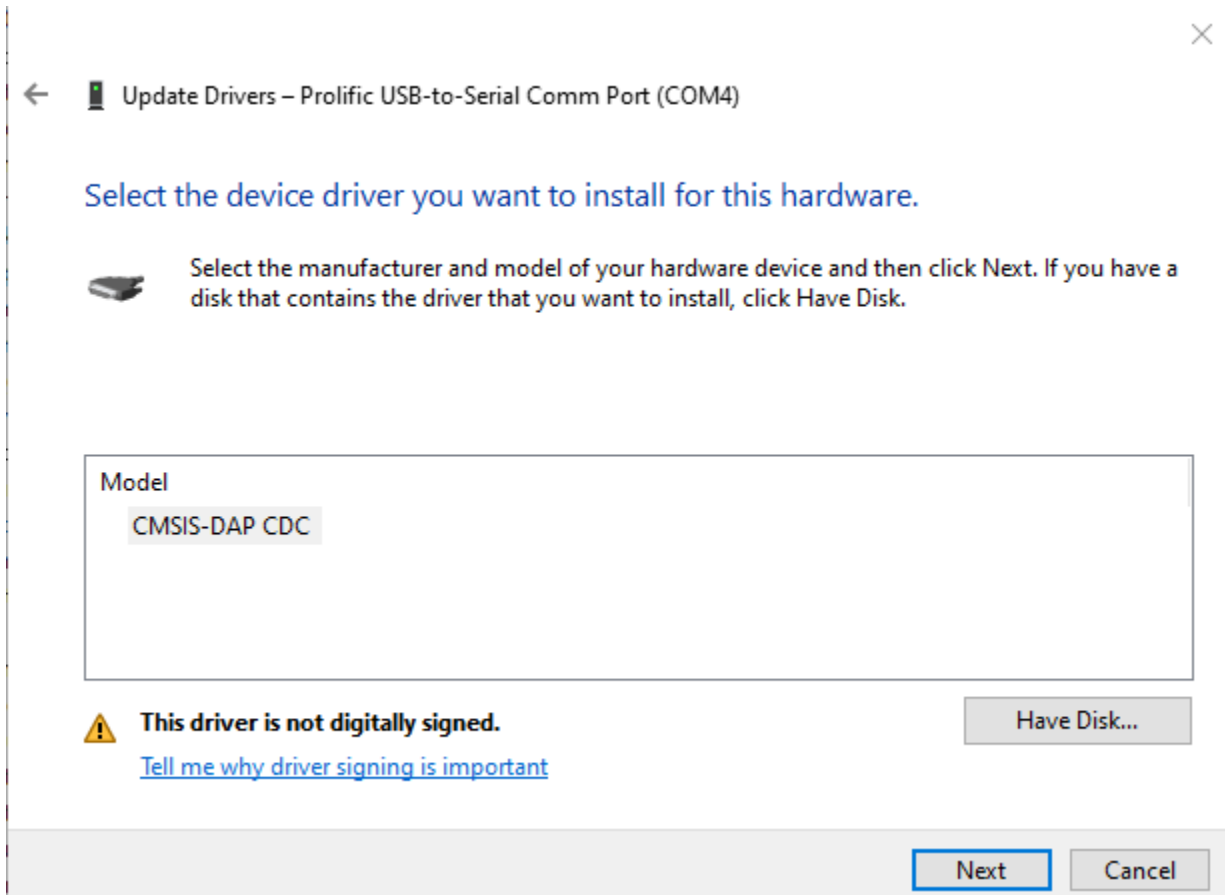 Update Drivers – Prolific USB-to-Serial Comm Port (COM4)
Select the device driver you want to install for this hardware.
Select the manufacturer and model of your hardware device and then click Next. If you have a
disk that contains the driver that you want to install, click Have Disk.
Model
CMSIS-DAP CDC
This driver is not digitally signed.
Have Disk...
Tell me why driver signing is important
Next
Cancel